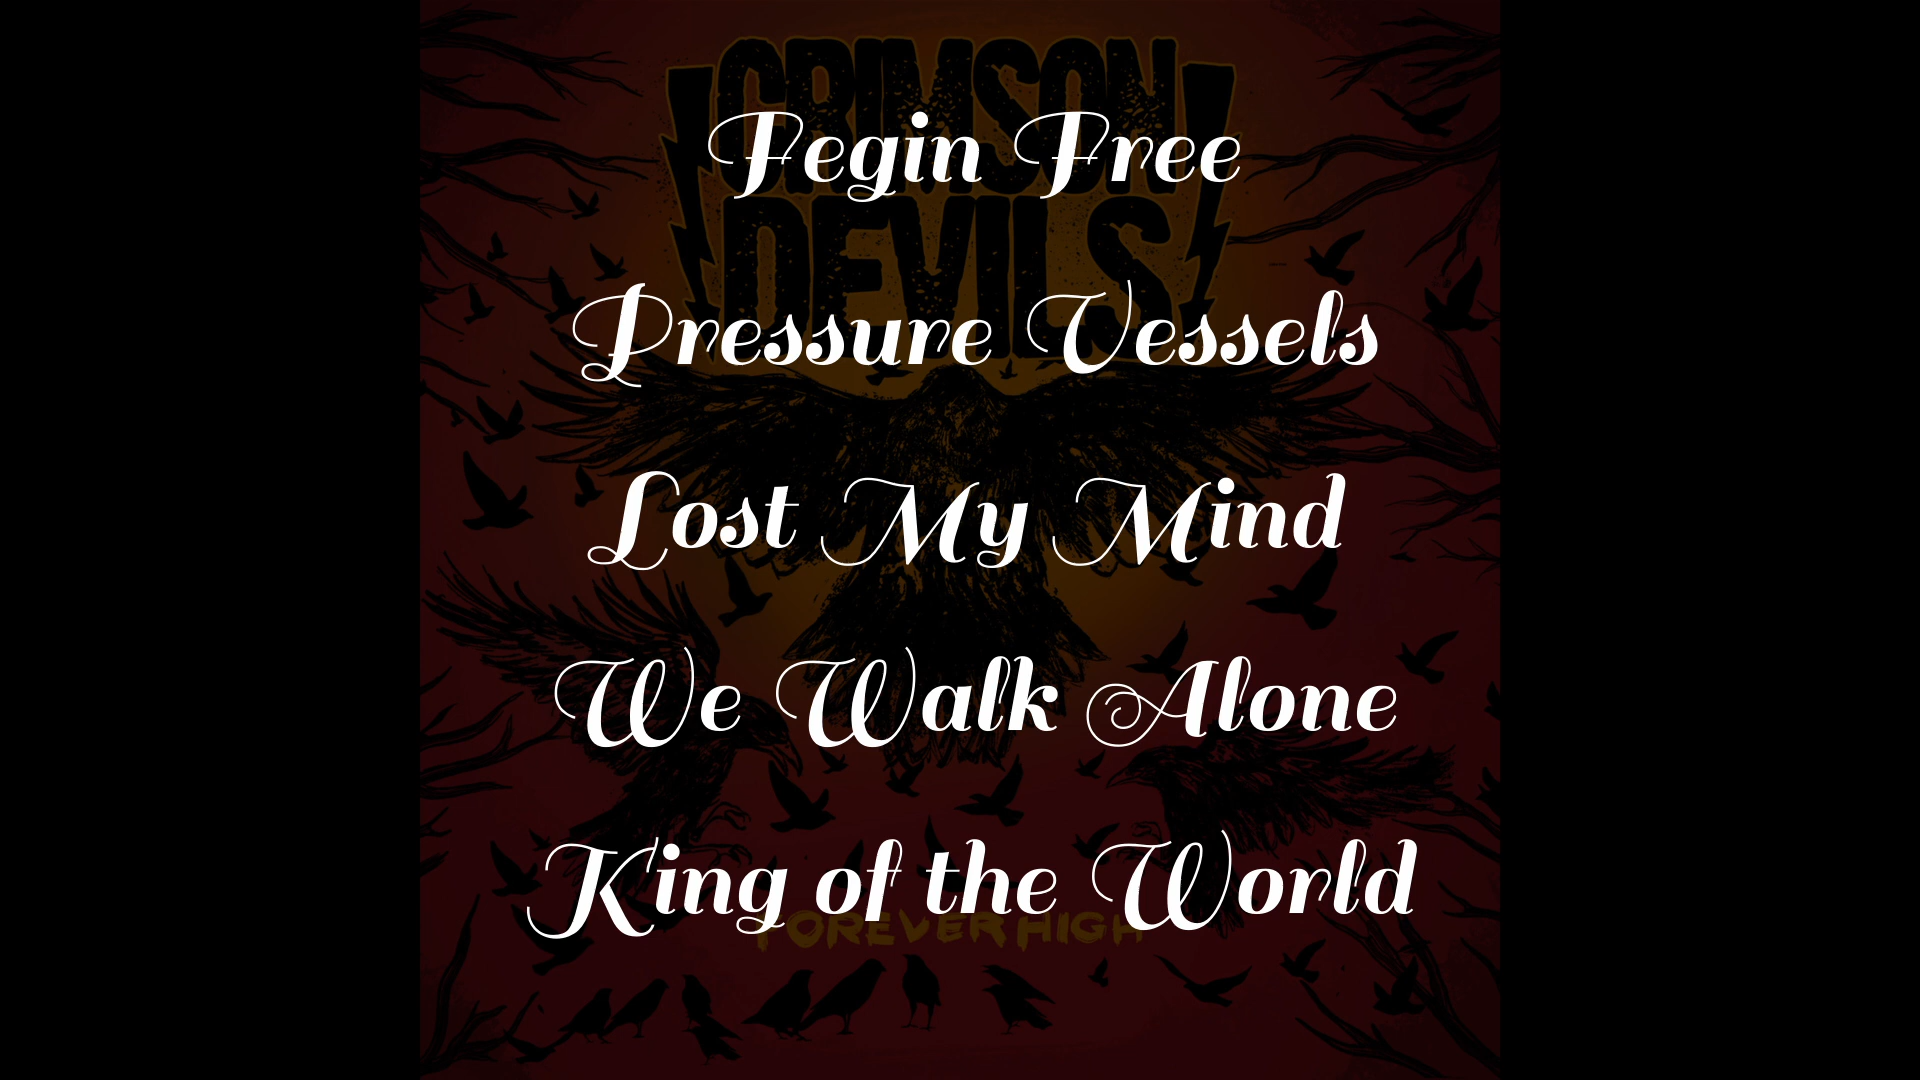 CRIMSON
DEVILS
Fegin Free
Pressure Vessels
Lost My Mind
We Walk Alone
King of the World
FOREVER HIGH